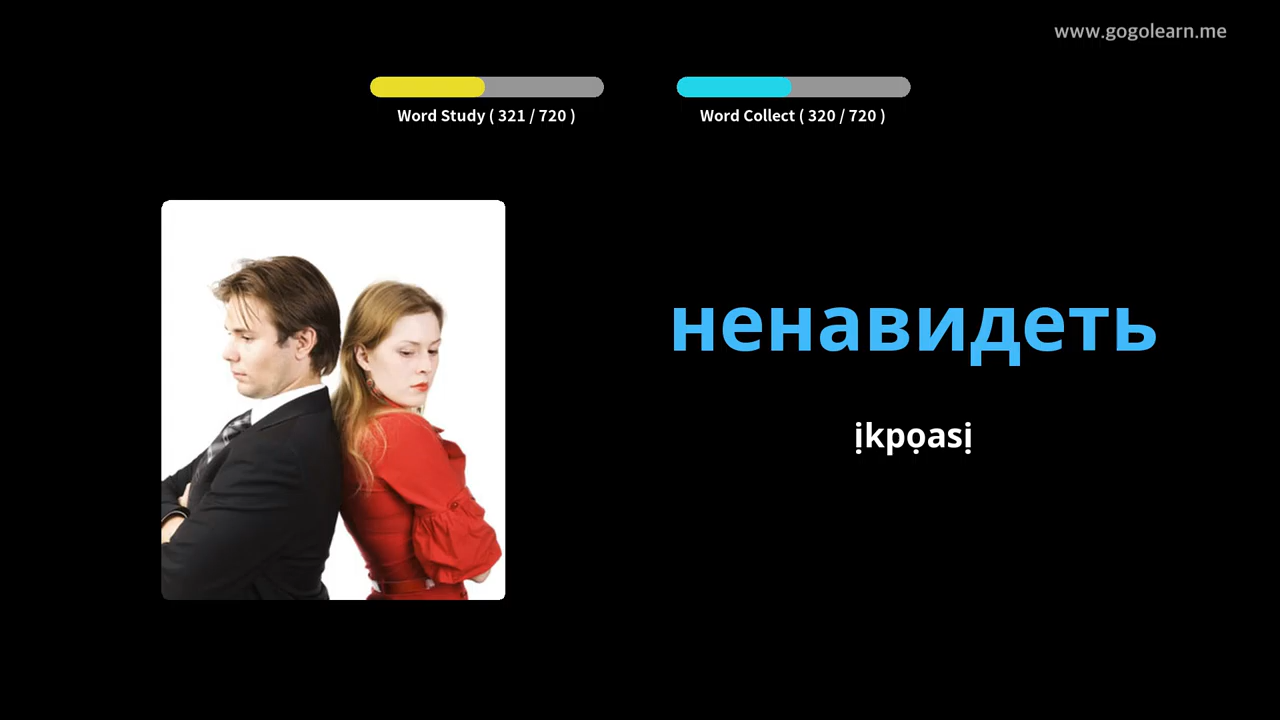 www.gogolearn.me
Word Study ( 321 / 720 )
Word Collect ( 320 / 720 )
ненавидеть
ịkpọasị